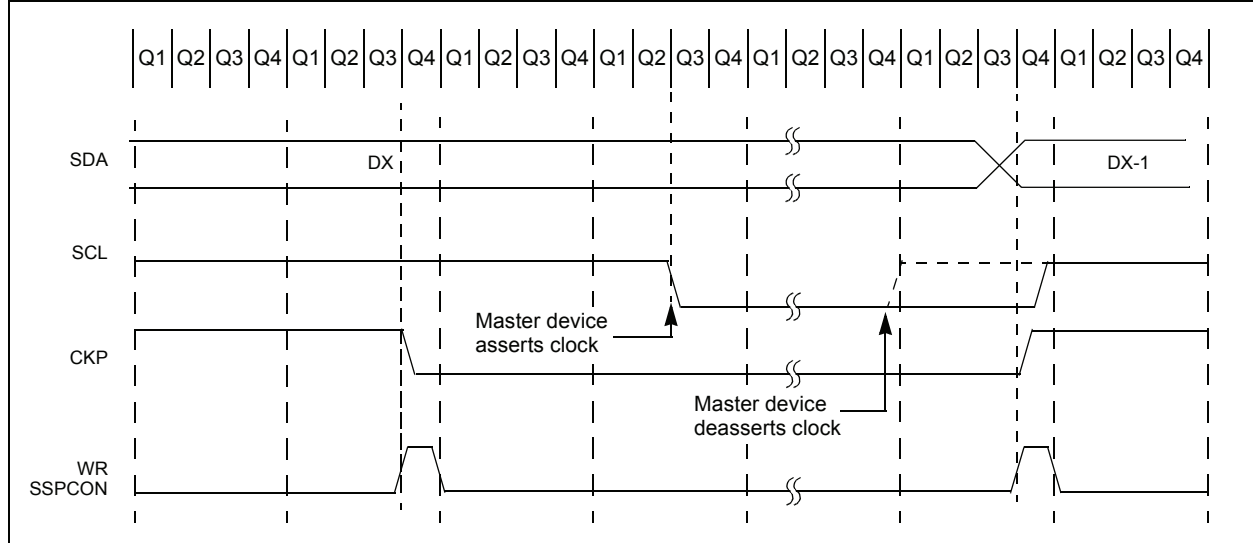 Q1 Q2 Q3 Q4 Q1 Q2 Q3 Q4 Q1 Q2 Q3 Q4 Q1 Q2 Q3 Q4 Q1 Q2 Q3 Q4 Q1 Q2 Q3 Q4 Q1 Q2 Q3 Q4
SDA
DX
DX-1
SCL
Master device
asserts clock
CKP
Master device
deasserts clock
WR
SSPCON